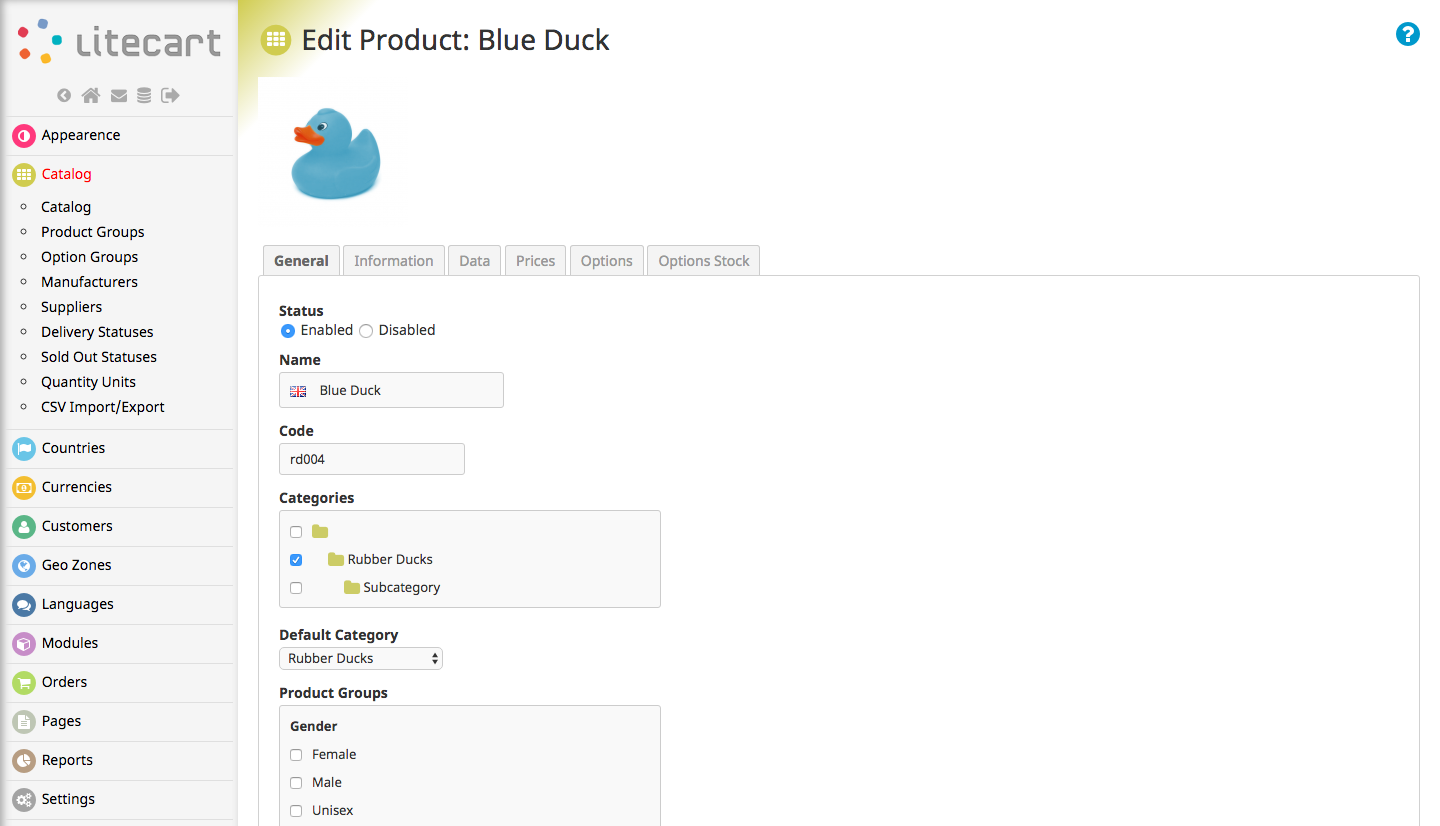 litecart
Appearence
Catalog
Catalog
Product Groups
Option Groups
Manufacturers
Suppliers
Delivery Statuses
Sold Out Statuses
Quantity Units
CSV Import/Export
Countries
Currencies
Customers
Geo Zones
Languages
Modules
Orders
Pages
Reports
Settings
Edit Product: Blue Duck
?
General Information Data Prices Options Options Stock
Status
Enabled Disabled
Name
Blue Duck
Code
rd004
Categories
Rubber Ducks
Subcategory
Default Category
Rubber Ducks
Product Groups
Gender
Female
Male
Unisex